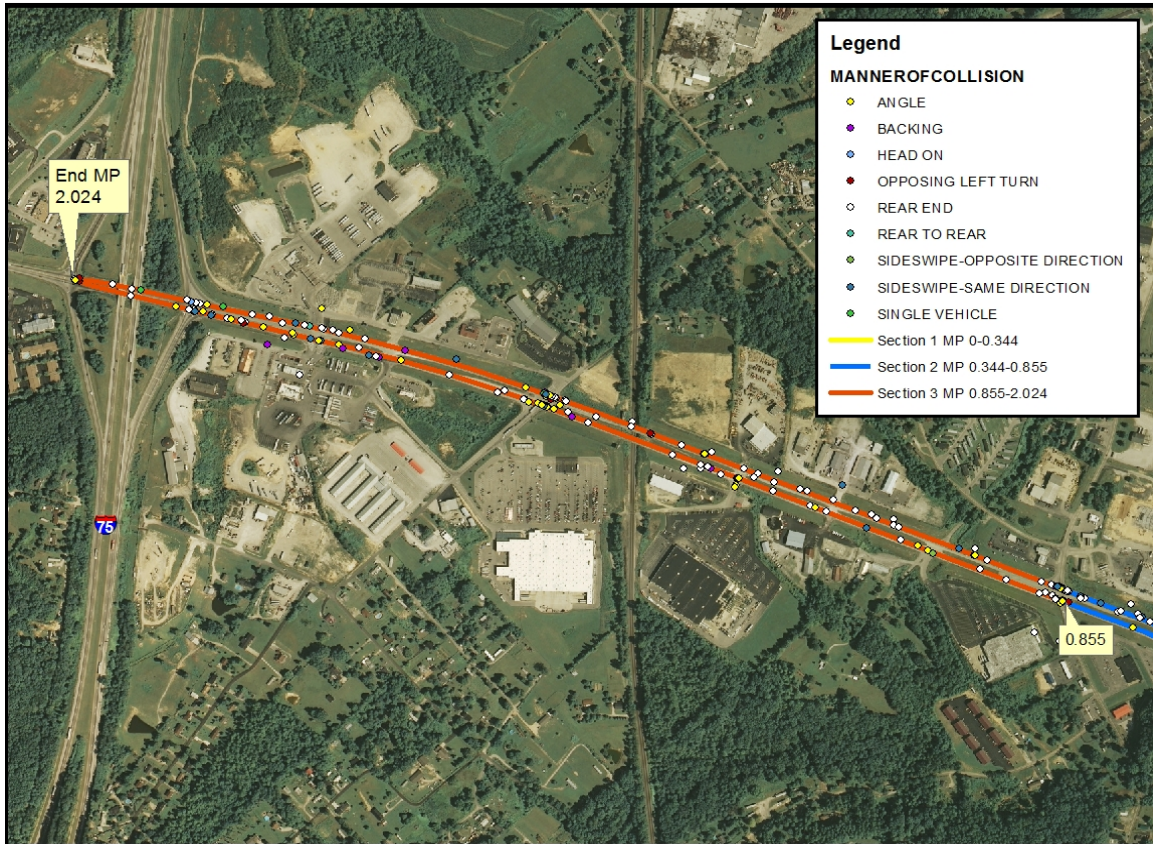 Legend
MANNEROFCOLLISION
ANGLE
BACKING
HEAD ON
OPPOSING LEFT TURN
REAR END
REAR TO REAR
SIDESWIPE-OPPOSITE DIRECTION
SIDESWIPE-SAME DIRECTION
SINGLE VEHICLE
Section 1 MP 0-0.344
Section 2 MP 0.344-0.855
Section 3 MP 0.855-2.024
End MP
2.024
75
0.855